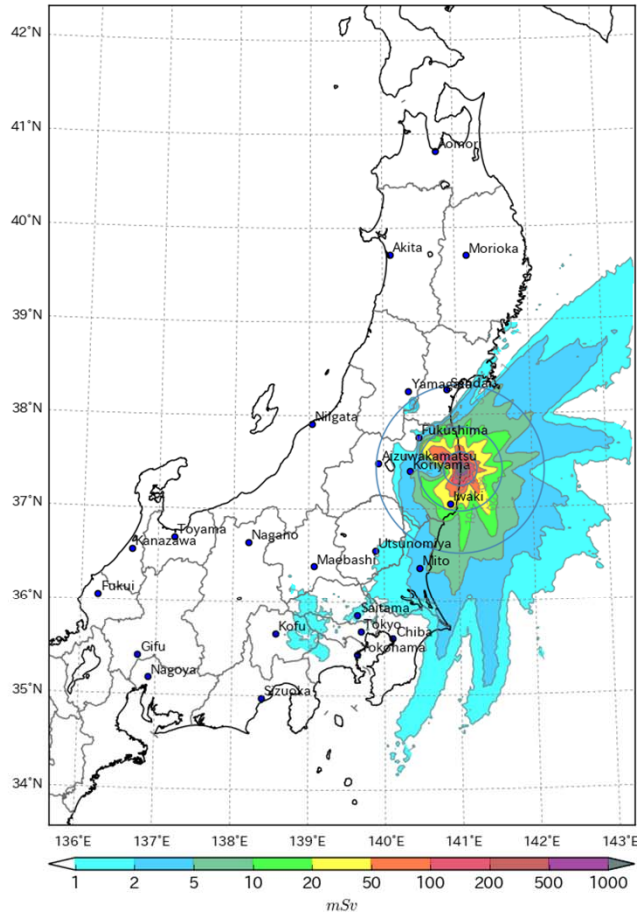 42°N
41°N
Aomori
40°N
Akita
Morioka
39°N
Yamagata
Sendai
38°N
Niigata
Fukushima
Aizuwakamatsu
Koriyama
37°N
Iwaki
Toyama
Kanazawa
Nagano
Utsunomiya
Maebashi
Mito
36°N
Fukui
Saitama
Tokyo
Chiba
Kofu
Gifu
Yokohama
Nagoya
35°N
Sizuoka
34°N
136°E 137°E 138°E 139°E 140°E 141°E 142°E 143°E
1 2 5 10 20 50 100 200 500 1000
mSv